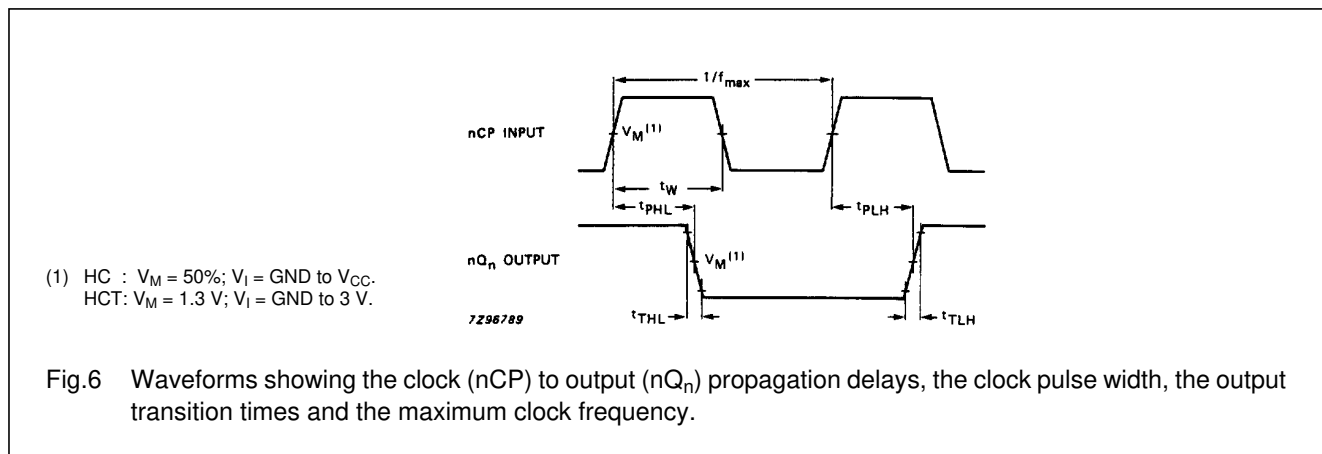 1/fmax
nCP INPUT
VM(1)
tW
tPHL
tPLH
nQn OUTPUT
VM(1)
(1) HC : VM = 50%; VI = GND to VCC.
HCT: VM = 1.3 V; VI = GND to 3 V.
7Z96789
tTHL
tTLH
Fig.6 Waveforms showing the clock (nCP) to output (nQn) propagation delays, the clock pulse width, the output
transition times and the maximum clock frequency.